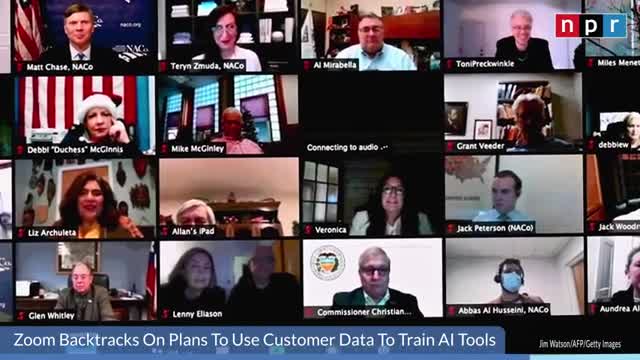 naco.org
NACo.
npr
Matt Chase, NACo
Teryn Zmuda, NACo
Al Mirabella
ToniPreckwinkle
Miles Menet
Debbi "Duchess" McGinnis
Mike McGinley
Connecting to audio
Grant Veeder
debbiew
Liz Archuleta
Allan's iPad
Veronica
Jack Peterson (NACo)
Jack Woodr
Glen Whitley
Lenny Eliason
Commissioner Christian...
Abbas Al Husseini, NACo
Aundrea Al
Zoom Backtracks On Plans To Use Customer Data To Train AI Tools
Jim Watson/AFP/Getty Images